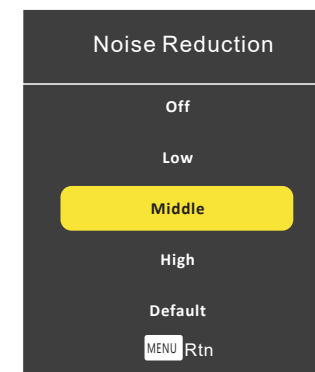 Noise Reduction
Off
Low
Middle
High
Default
MENU Rtn